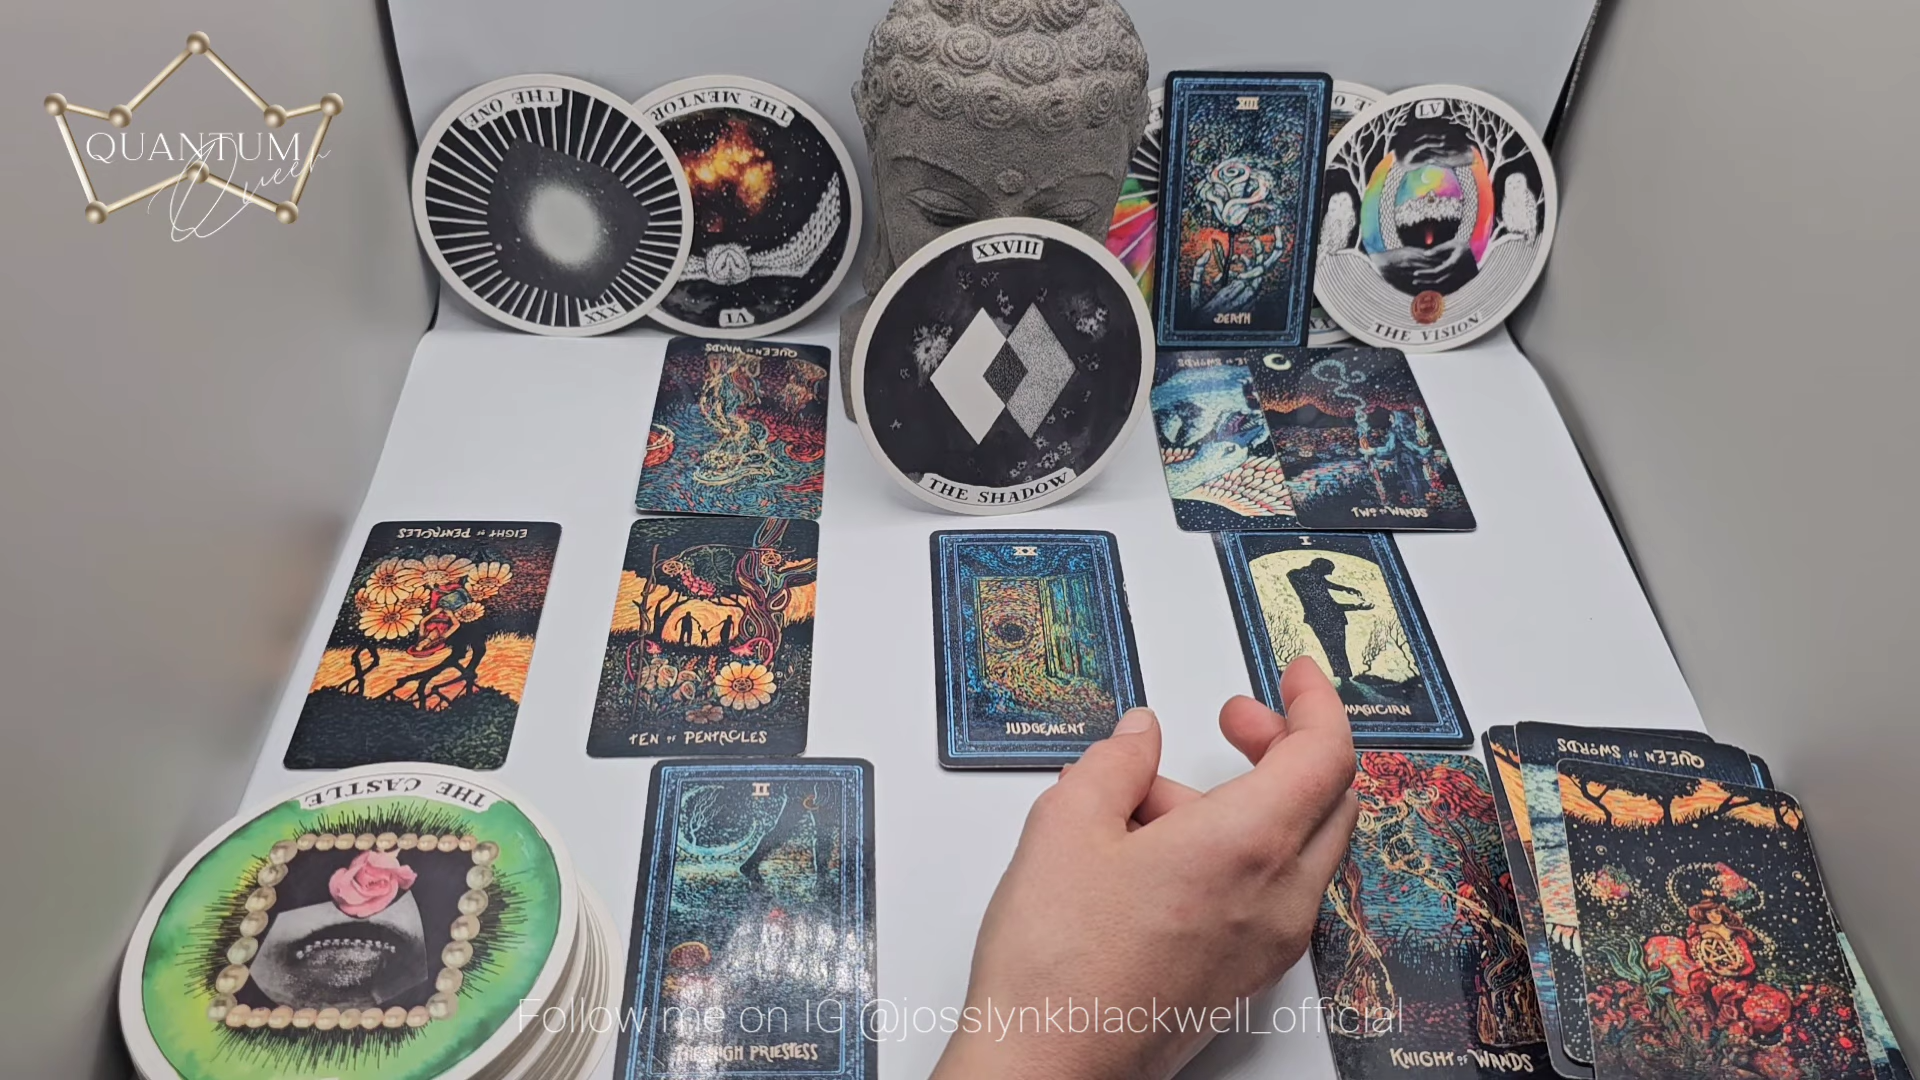 QUANTUM
Queen
THE ONE
XXX
THE MENTOR
VI
XIII
DEATH
LV
THE VISION
XXVIII
THE SHADOW
QUEEN OF WANDS
OF SWORDS
TWO OF WANDS
EIGHT OF PENTACLES
TEN OF PENTACLES
XX
JUDGEMENT
I
MAGICIAN
THE CASTLE
II
THE HIGH PRIESTESS
KNIGHT OF WANDS
QUEEN OF SWORDS
Follow me on IG @josslynkblackwell_official